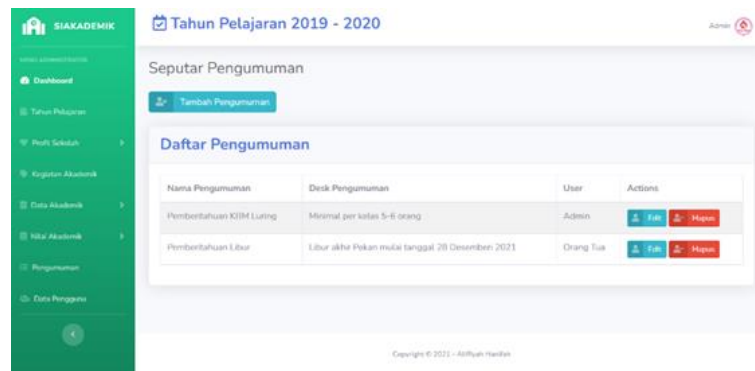 SIAKADEMIK
Tahun Pelajaran 2019 - 2020
Admin
MENU ADMINISTRATOR
Dashboard
Tahun Pelajaran
Profil Sekolah
Kegiatan Akademik
Data Akademik
Nilai Akademik
Pengumuman
Data Pengguna
Seputar Pengumuman
Tambah Pengumuman
Daftar Pengumuman
Nama Pengumuman Desk Pengumuman User Actions
Pemberitahuan KBM Luring Minimal per kelas 5-6 orang Admin Edit Hapus
Pemberitahuan Libur Libur akhir Pekan mulai tanggal 28 Desember 2021 Orang Tua Edit Hapus
Copyright © 2021 -